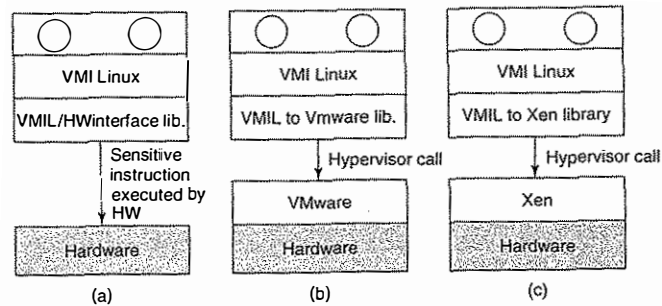 VMI Linux
VMIL/HWinterface lib.
Sensitive
instruction
executed by
HW
Hardware
(a)
VMI Linux
VMIL to Vmware lib.
Hypervisor call
VMware
Hardware
(b)
VMI Linux
VMIL to Xen library
Hypervisor call
Xen
Hardware
(c)